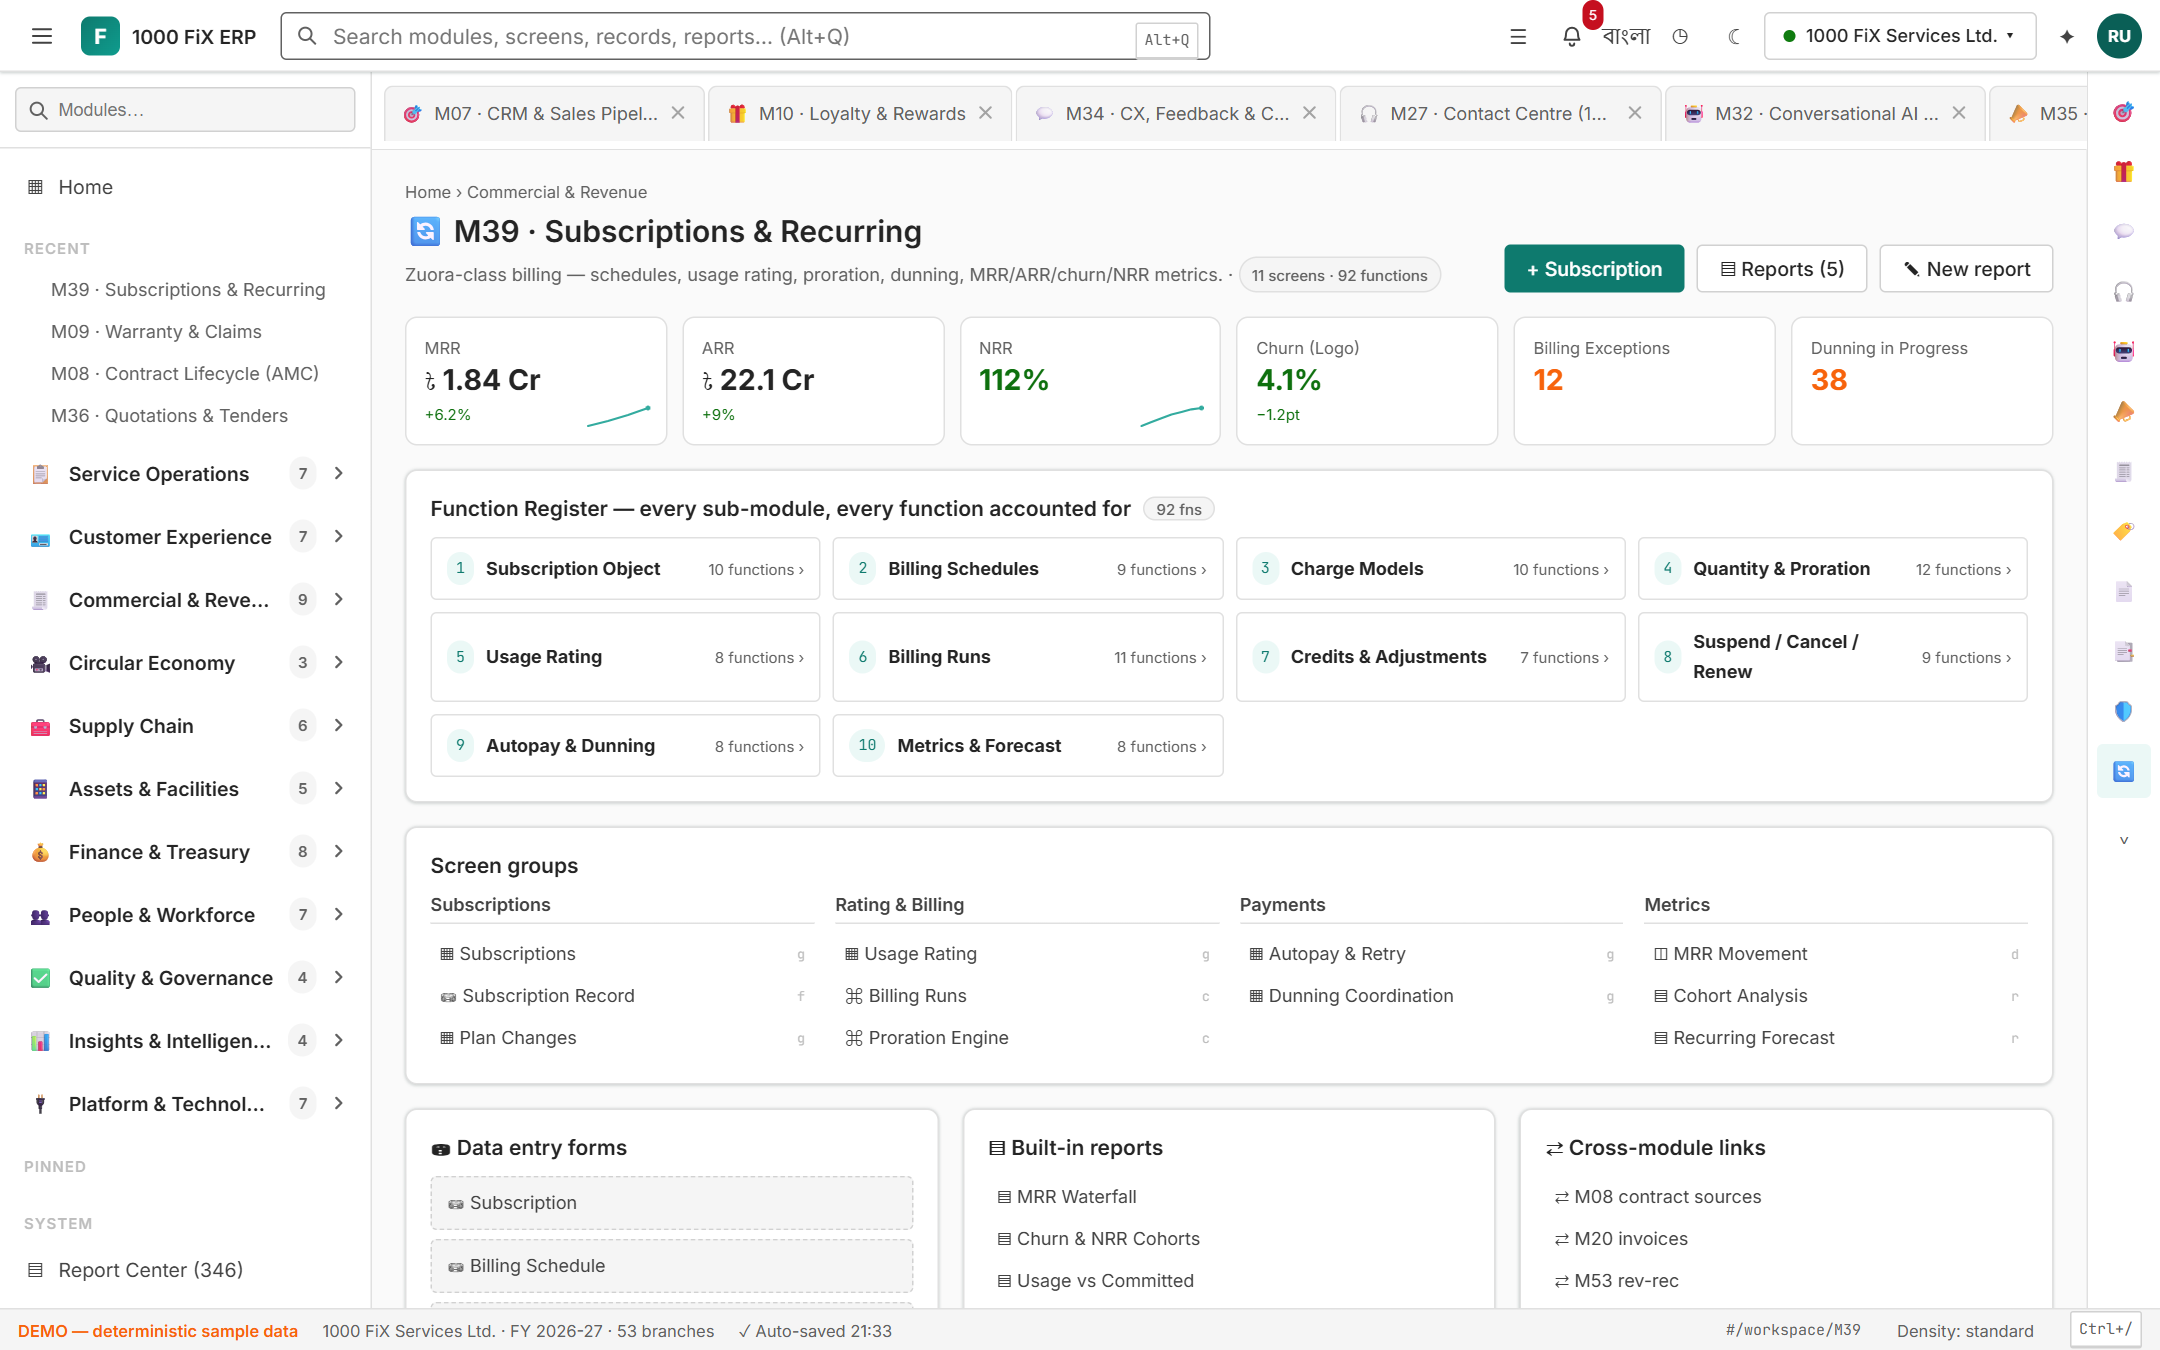 F 1000 FiX ERP
Search modules, screens, records, reports... (Alt+Q)
Alt+Q
5
বাংলা
1000 FiX Services Ltd.
RU
Modules...
M07 · CRM & Sales Pipel...
M10 · Loyalty & Rewards
M34 · CX, Feedback & C...
M27 · Contact Centre (1...
M32 · Conversational AI ...
M35 ·
Home
RECENT
M39 · Subscriptions & Recurring
M09 · Warranty & Claims
M08 · Contract Lifecycle (AMC)
M36 · Quotations & Tenders
Service Operations 7
Customer Experience 7
Commercial & Reve... 9
Circular Economy 3
Supply Chain 6
Assets & Facilities 5
Finance & Treasury 8
People & Workforce 7
Quality & Governance 4
Insights & Intelligen... 4
Platform & Technol... 7
PINNED
SYSTEM
Report Center (346)
Home › Commercial & Revenue
M39 · Subscriptions & Recurring
Zuora-class billing — schedules, usage rating, proration, dunning, MRR/ARR/churn/NRR metrics. · 11 screens · 92 functions
+ Subscription
Reports (5)
New report
MRR
৳ 1.84 Cr
+6.2%
ARR
৳ 22.1 Cr
+9%
NRR
112%
Churn (Logo)
4.1%
−1.2pt
Billing Exceptions
12
Dunning in Progress
38
Function Register — every sub-module, every function accounted for 92 fns
1 Subscription Object 10 functions ›
2 Billing Schedules 9 functions ›
3 Charge Models 10 functions ›
4 Quantity & Proration 12 functions ›
5 Usage Rating 8 functions ›
6 Billing Runs 11 functions ›
7 Credits & Adjustments 7 functions ›
8 Suspend / Cancel / Renew 9 functions ›
9 Autopay & Dunning 8 functions ›
10 Metrics & Forecast 8 functions ›
Screen groups
Subscriptions
Subscriptions g
Subscription Record f
Plan Changes g
Rating & Billing
Usage Rating g
Billing Runs c
Proration Engine c
Payments
Autopay & Retry g
Dunning Coordination g
Metrics
MRR Movement d
Cohort Analysis r
Recurring Forecast r
Data entry forms
Subscription
Billing Schedule
Built-in reports
MRR Waterfall
Churn & NRR Cohorts
Usage vs Committed
Cross-module links
M08 contract sources
M20 invoices
M53 rev-rec
DEMO — deterministic sample data
1000 FiX Services Ltd. · FY 2026-27 · 53 branches
✓ Auto-saved 21:33
#/workspace/M39
Density: standard
Ctrl+/